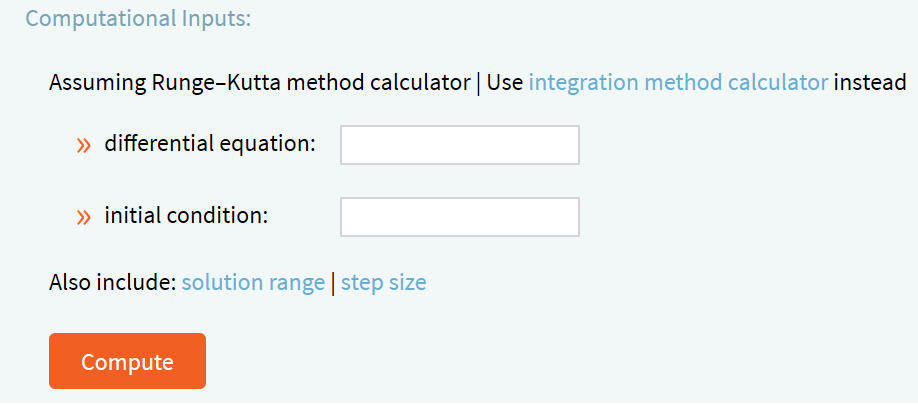 Computational Inputs:
Assuming Runge–Kutta method calculator | Use integration method calculator instead
» differential equation:
» initial condition:
Also include: solution range | step size
Compute